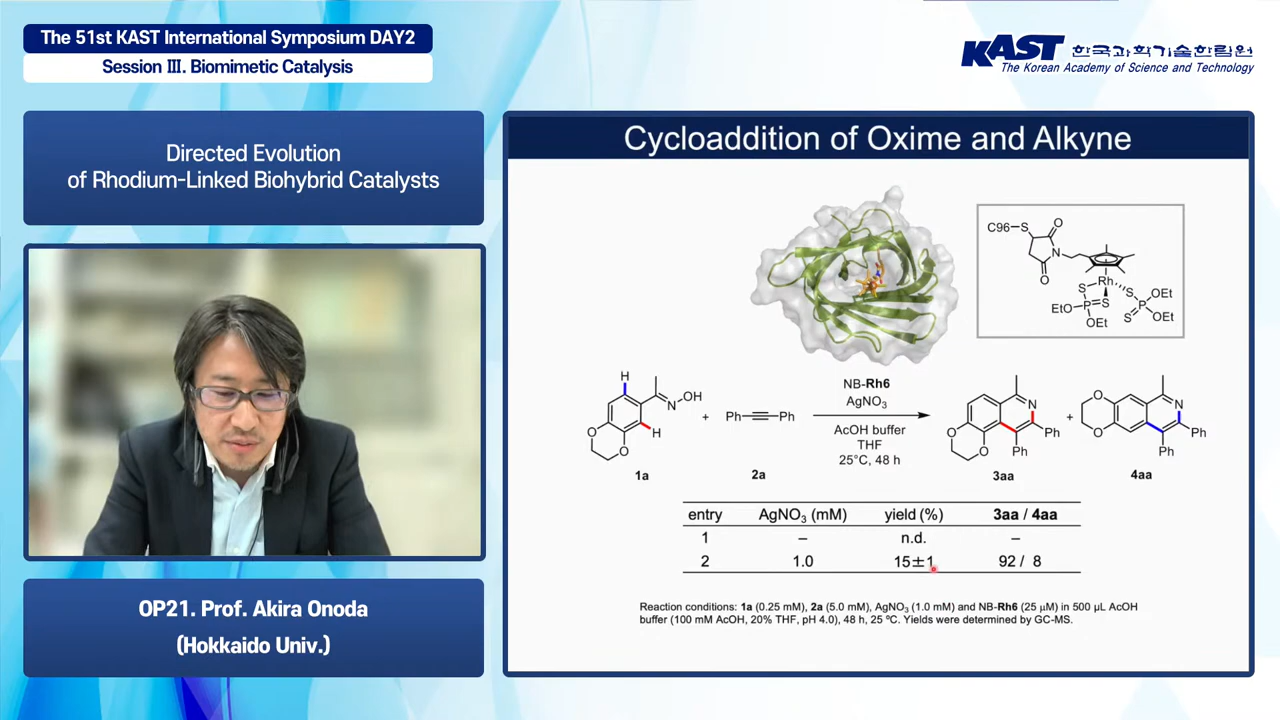 The 51st KAST International Symposium DAY2
Session Ⅲ. Biomimetic Catalysis
KAST 한국과학기술한림원
The Korean Academy of Science and Technology
Directed Evolution
of Rhodium-Linked Biohybrid Catalysts
OP21. Prof. Akira Onoda
(Hokkaido Univ.)
Cycloaddition of Oxime and Alkyne
C96–S
O
N
O
Rh
S
S
S
EtO
P
OEt
P
OEt
S
OEt
H
N
OH
H
O
O
1a
+
Ph
Ph
2a
NB-Rh6
AgNO3
AcOH buffer
THF
25°C, 48 h
N
Ph
Ph
O
O
3aa
+
O
O
N
Ph
Ph
4aa
entry AgNO3 (mM) yield (%) 3aa / 4aa
1 – n.d. –
2 1.0 15±1 92 / 8
Reaction conditions: 1a (0.25 mM), 2a (5.0 mM), AgNO3 (1.0 mM) and NB-Rh6 (25 μM) in 500 μL AcOH
buffer (100 mM AcOH, 20% THF, pH 4.0), 48 h, 25 ºC. Yields were determined by GC-MS.